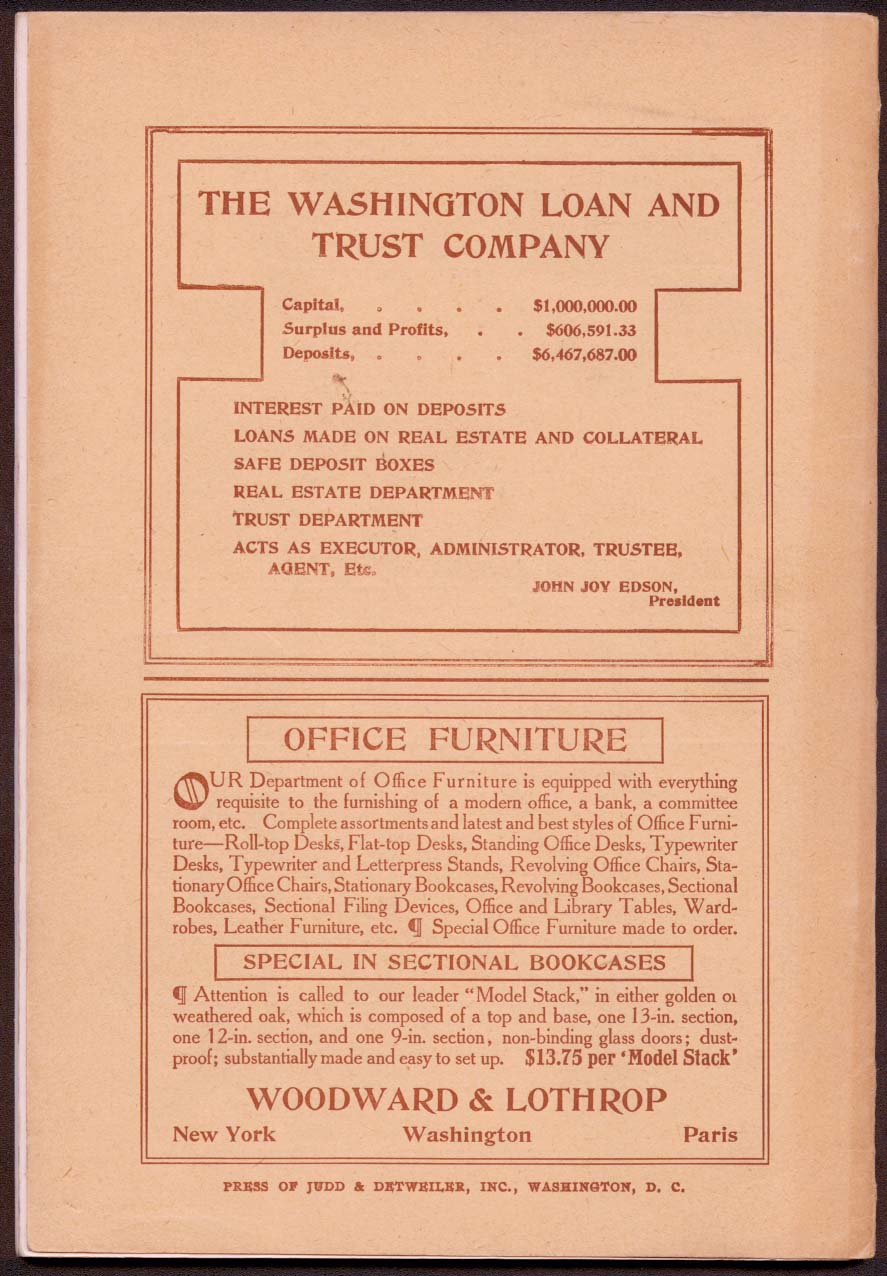 THE WASHINGTON LOAN AND
TRUST COMPANY
Capital, . . . . $1,000,000.00
Surplus and Profits, . . $606,591.33
Deposits, . . . . $6,467,687.00
INTEREST PAID ON DEPOSITS
LOANS MADE ON REAL ESTATE AND COLLATERAL
SAFE DEPOSIT BOXES
REAL ESTATE DEPARTMENT
TRUST DEPARTMENT
ACTS AS EXECUTOR, ADMINISTRATOR, TRUSTEE,
AGENT, Etc.
JOHN JOY EDSON,
President
OFFICE FURNITURE
OUR Department of Office Furniture is equipped with everything
requisite to the furnishing of a modern office, a bank, a committee
room, etc. Complete assortments and latest and best styles of Office Furni-
ture—Roll-top Desks, Flat-top Desks, Standing Office Desks, Typewriter
Desks, Typewriter and Letterpress Stands, Revolving Office Chairs, Sta-
tionary Office Chairs, Stationary Bookcases, Revolving Bookcases, Sectional
Bookcases, Sectional Filing Devices, Office and Library Tables, Ward-
robes, Leather Furniture, etc. ¶ Special Office Furniture made to order.
SPECIAL IN SECTIONAL BOOKCASES
¶ Attention is called to our leader “Model Stack,” in either golden or
weathered oak, which is composed of a top and base, one 13-in. section,
one 12-in. section, and one 9-in. section, non-binding glass doors; dust-
proof; substantially made and easy to set up. $13.75 per ‘Model Stack’
WOODWARD & LOTHROP
New York Washington Paris
PRESS OF JUDD & DETWEILER, INC., WASHINGTON, D. C.